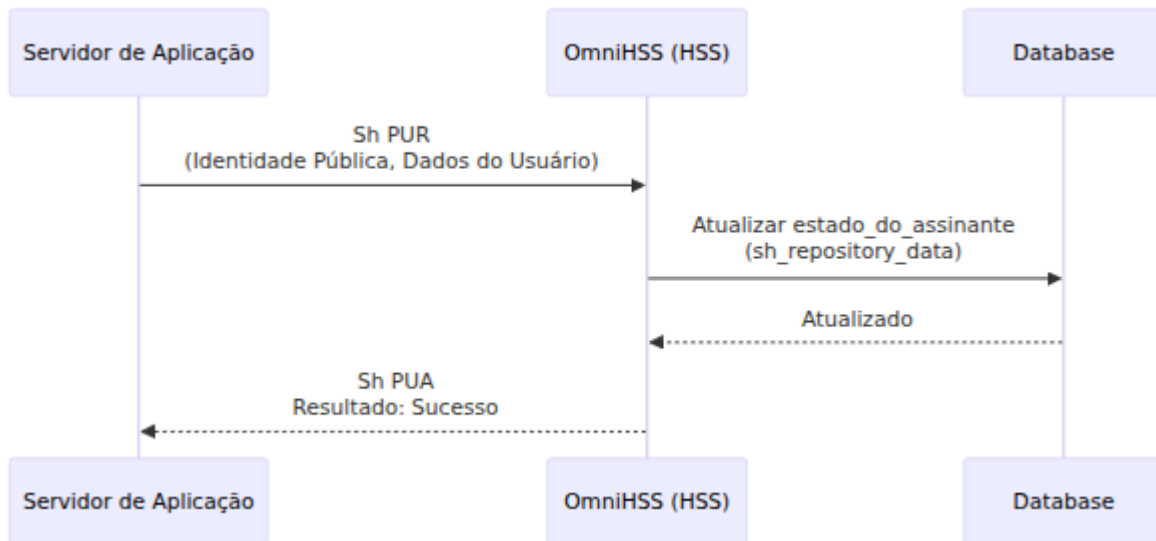 Servidor de Aplicação
OmniHSS (HSS)
Database
Sh PUR
(Identidade Pública, Dados do Usuário)
Atualizar estado_do_assinante
(sh_repository_data)
Atualizado
Sh PUA
Resultado: Sucesso
Servidor de Aplicação
OmniHSS (HSS)
Database